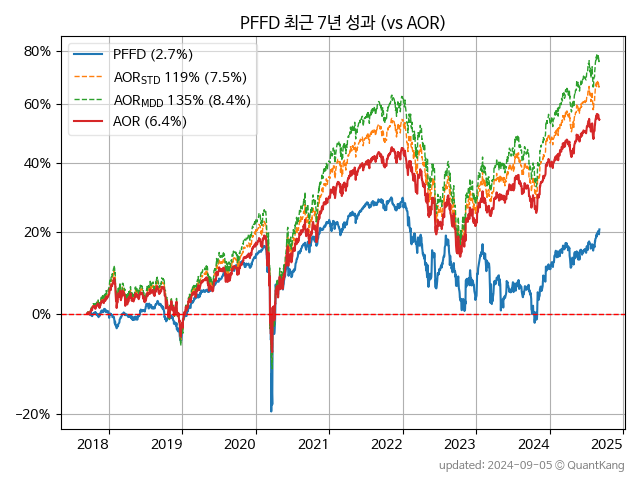 PFFD 최근 7년 성과 (vs AOR)
80%
60%
40%
20%
0%
−20%
PFFD (2.7%)
AOR_STD 119% (7.5%)
AOR_MDD 135% (8.4%)
AOR (6.4%)
2018 2019 2020 2021 2022 2023 2024 2025
updated: 2024-09-05 © QuantKang